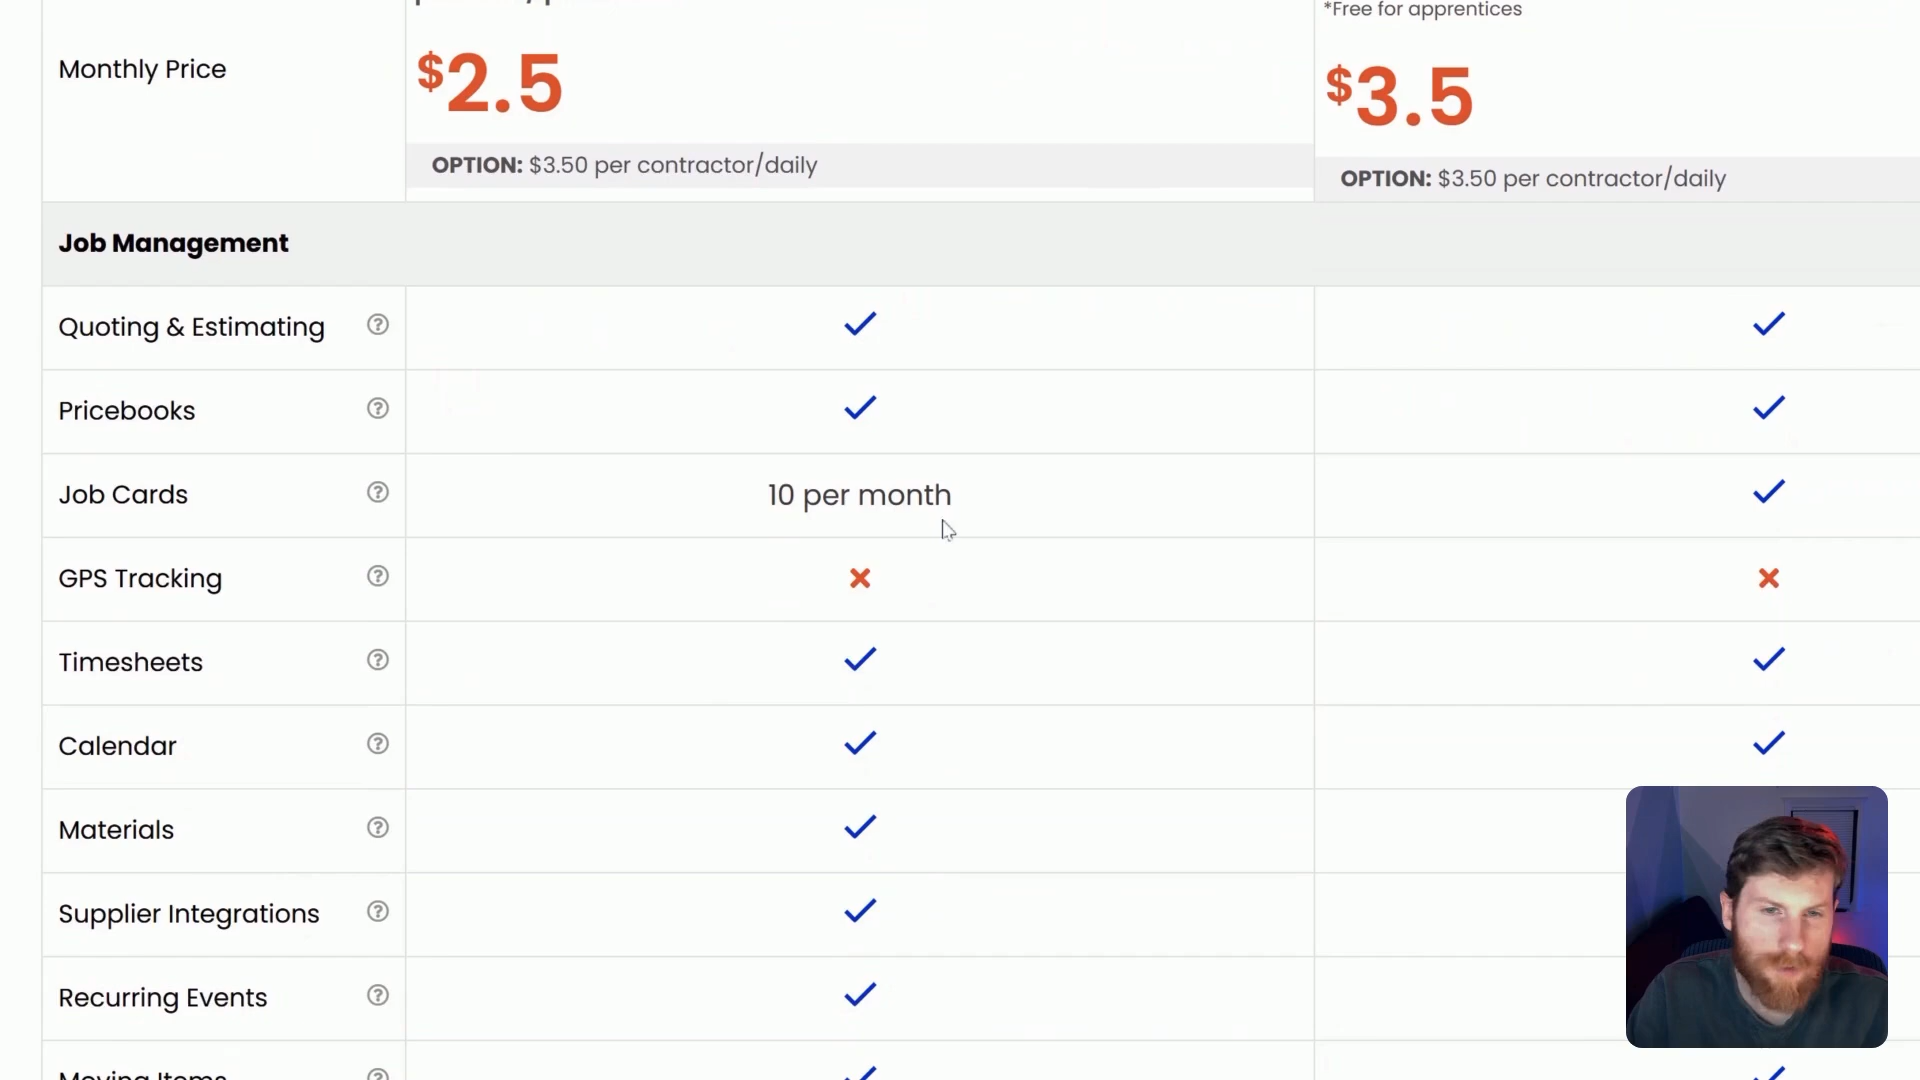 *Free for apprentices
Monthly Price
$2.5
$3.5
OPTION: $3.50 per contractor/daily
OPTION: $3.50 per contractor/daily
Job Management
Quoting & Estimating ?
Pricebooks ?
Job Cards ? 10 per month
GPS Tracking ?
Timesheets ?
Calendar ?
Materials ?
Supplier Integrations ?
Recurring Events ?
Moving Items ?